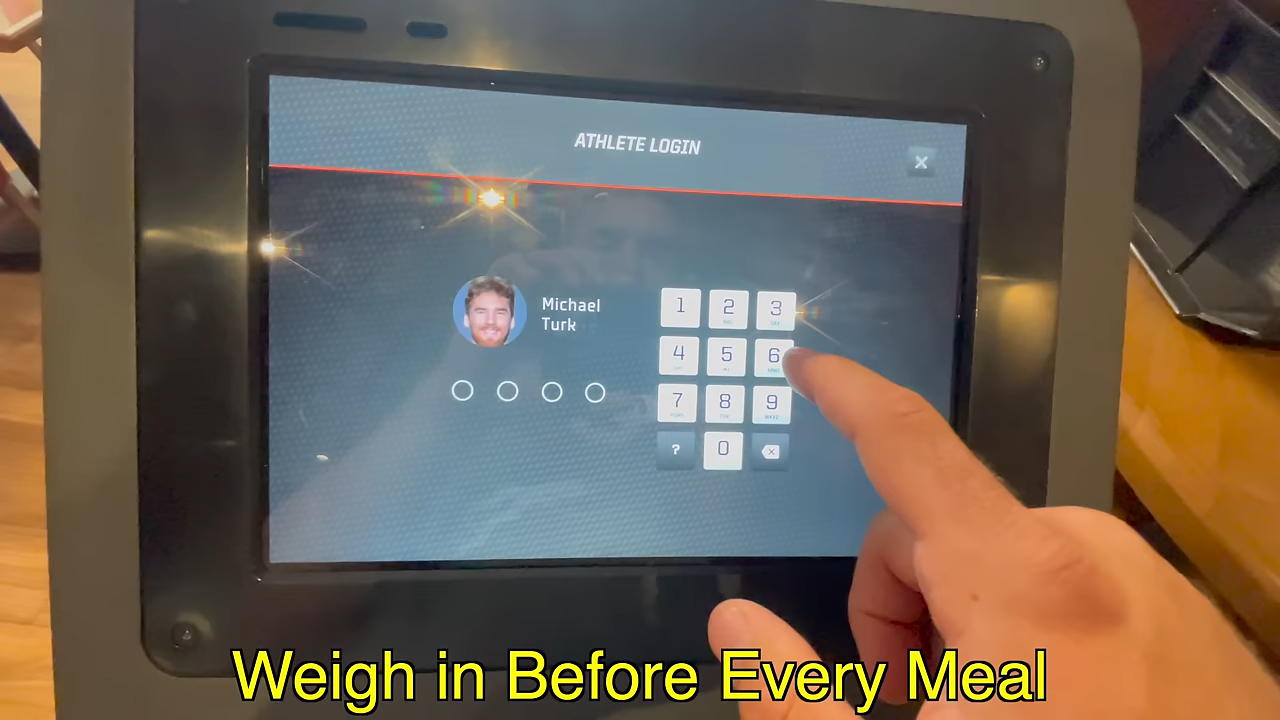 ATHLETE LOGIN
Michael
Turk
1 2 3
4 5 6
7 8 9
? 0
Weigh in Before Every Meal